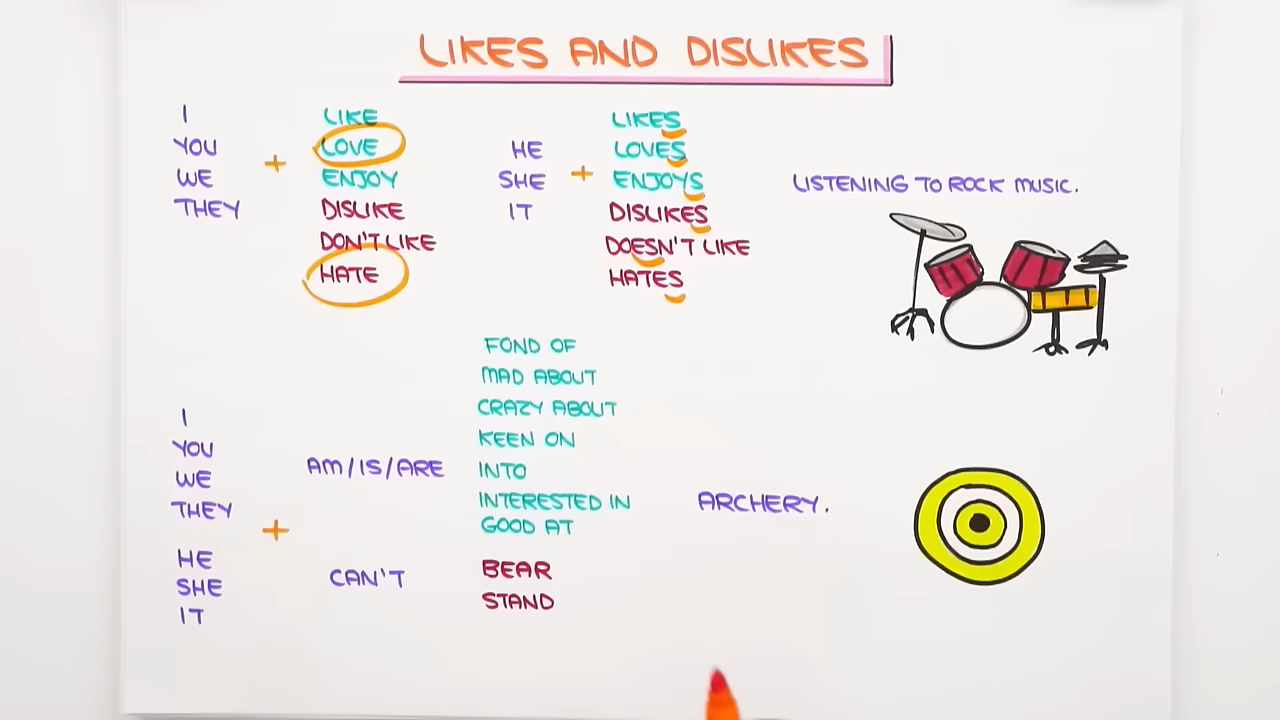 LIKES AND DISLIKES
I
YOU
WE
THEY
+
LIKE
LOVE
ENJOY
DISLIKE
DON'T LIKE
HATE
HE
SHE
IT
+
LIKES
LOVES
ENJOYS
DISLIKES
DOESN'T LIKE
HATES
LISTENING TO ROCK MUSIC.
I
YOU
WE
THEY
HE
SHE
IT
+
AM/IS/ARE
CAN'T
FOND OF
MAD ABOUT
CRAZY ABOUT
KEEN ON
INTO
INTERESTED IN
GOOD AT
BEAR
STAND
ARCHERY.